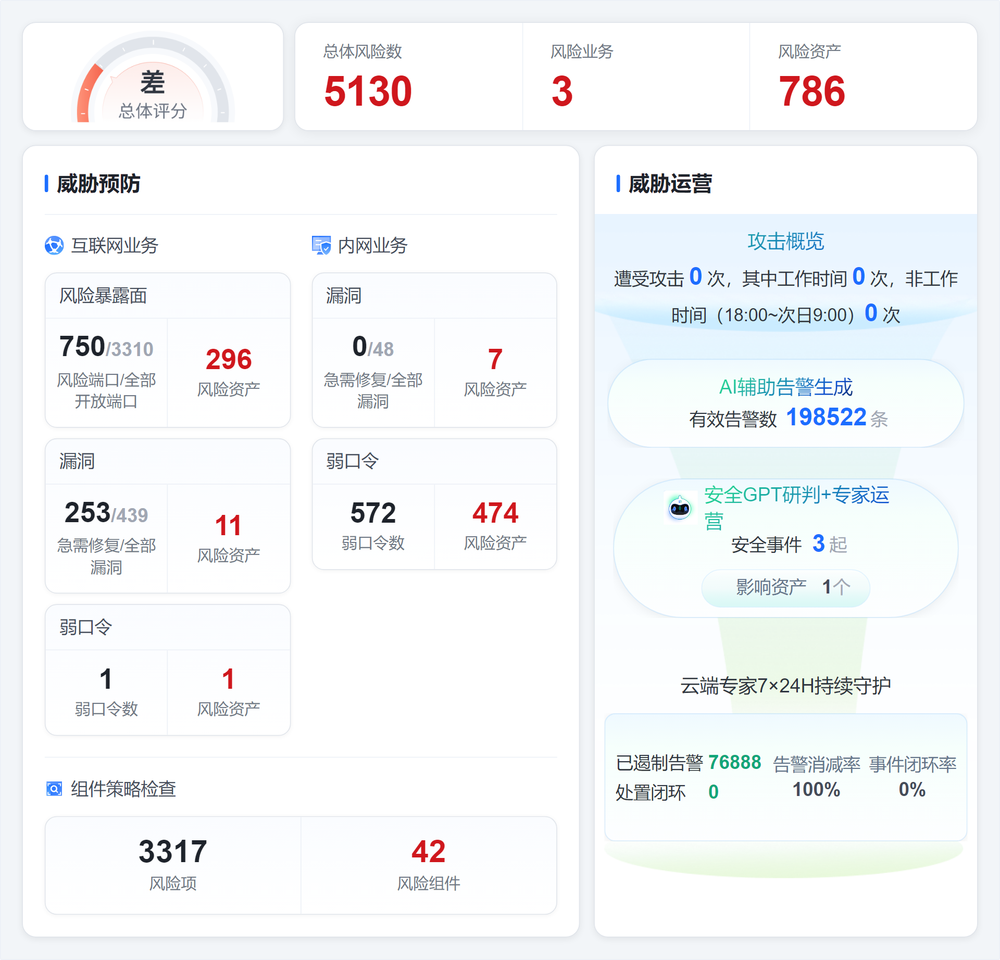 差
总体评分
总体风险数
5130
风险业务
3
风险资产
786
威胁预防
互联网业务
风险暴露面
750/3310
风险端口/全部
开放端口
296
风险资产
漏洞
253/439
急需修复/全部
漏洞
11
风险资产
弱口令
1
弱口令数
1
风险资产
内网业务
漏洞
0/48
急需修复/全部
漏洞
7
风险资产
弱口令
572
弱口令数
474
风险资产
组件策略检查
3317
风险项
42
风险组件
威胁运营
攻击概览
遭受攻击 0 次，其中工作时间 0 次，非工作
时间（18:00~次日9:00）0 次
AI辅助告警生成
有效告警数 198522 条
安全GPT研判+专家运
营
安全事件 3 起
影响资产 1个
云端专家7×24H持续守护
已遏制告警 76888
处置闭环 0
告警消减率
100%
事件闭环率
0%